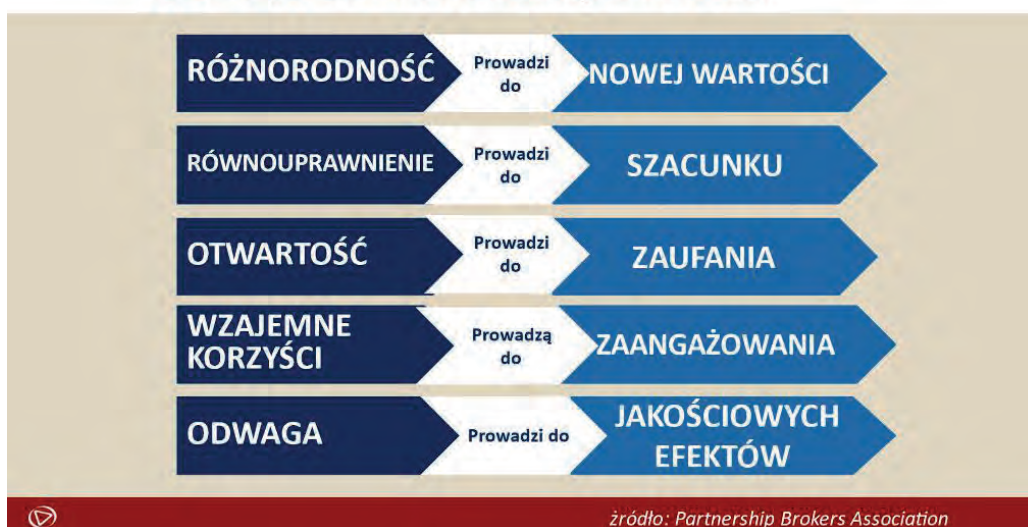 RÓŻNORODNOŚĆ
Prowadzi
do
NOWEJ WARTOŚCI
RÓWNOUPRAWNIENIE
Prowadzi
do
SZACUNKU
OTWARTOŚĆ
Prowadzi
do
ZAUFANIA
WZAJEMNE
KORZYŚCI
Prowadzą
do
ZAANGAŻOWANIA
ODWAGA
Prowadzi do
JAKOŚCIOWYCH
EFEKTÓW
żródło: Partnership Brokers Association